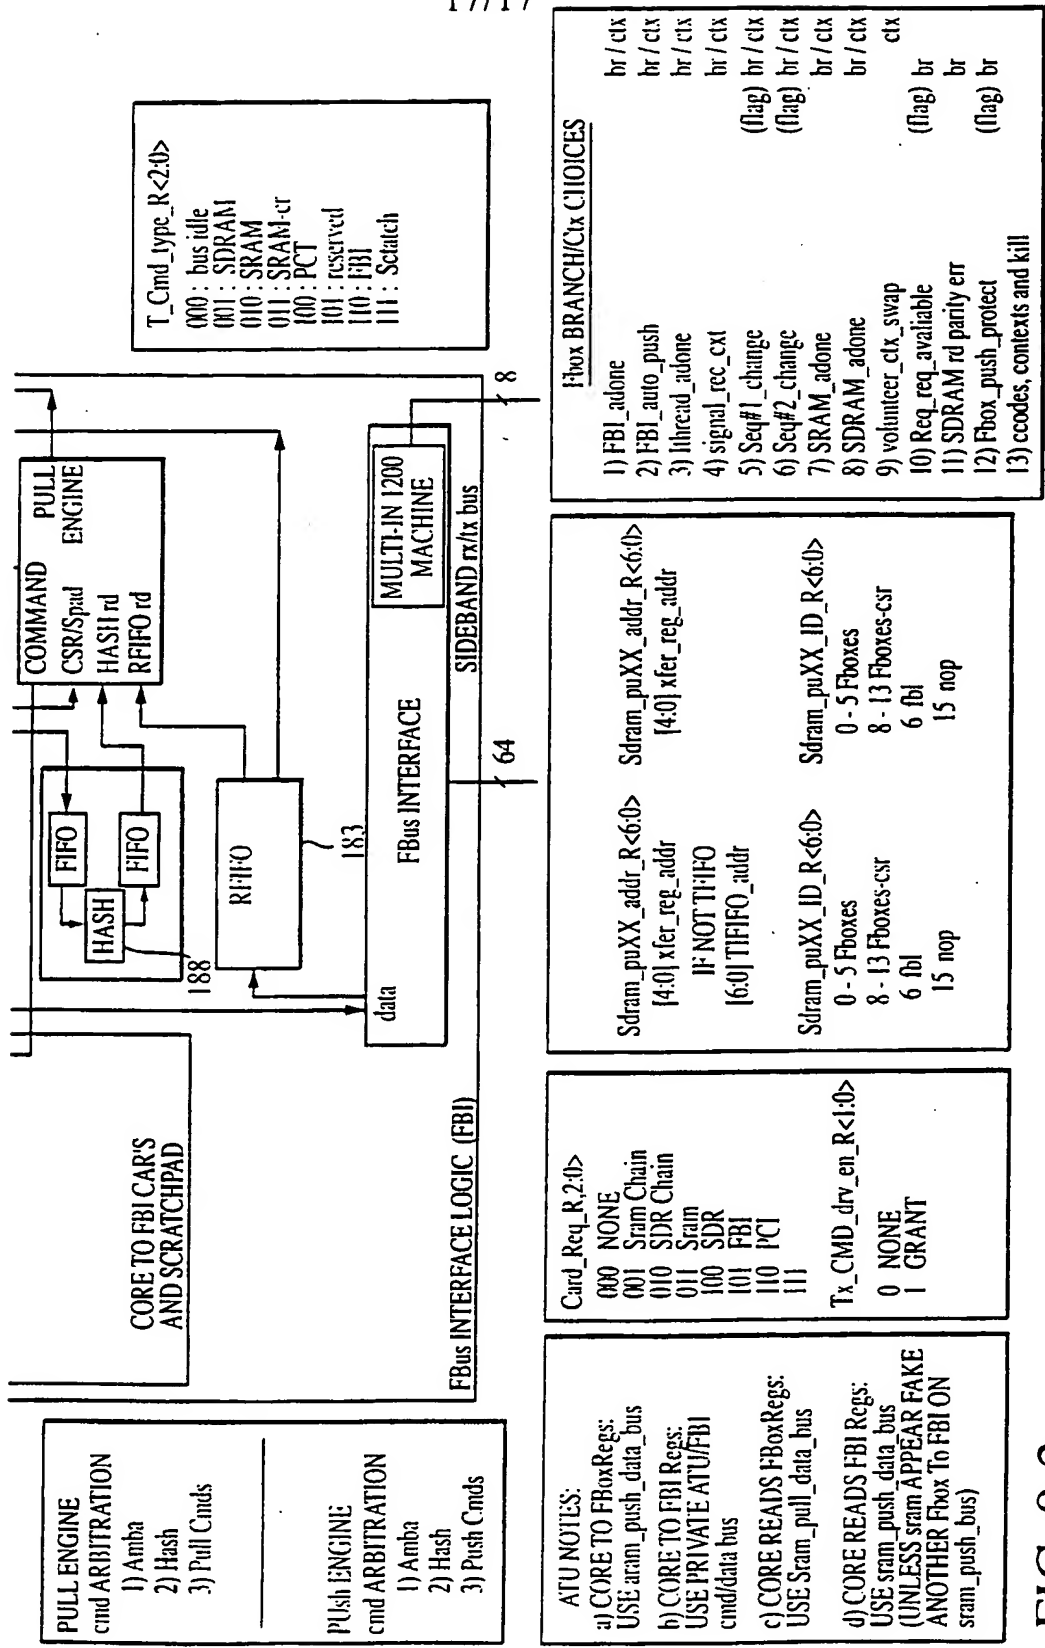 17/17
PULL ENGINE
cmd ARBITRATION
1) Amba
2) Hash
3) Pull Cmds
PUsh ENGINE
cmd ARBITRATION
1) Amba
2) Hash
3) Push Cmds
CORE TO FBI CAR'S
AND SCRATCHPAD
FBus INTERFACE LOGIC (FBI)
FIFO
HASH
FIFO
188
COMMAND
PULL
ENGINE
CSR/Spad
HASH rd
RFIFO rd
RFIFO
183
data
FBus INTERFACE
MULTI-IN 1200
MACHINE
SIDEBAND rx/tx bus
64
8
T_Cmd_type_R<2:0>
000 : bus idle
001 : SDRAM
010 : SRAM
011 : SRAM-cr
100 : PCT
101 : reserved
110 : FBI
111 : Sctatch
ATU NOTES:
a) CORE TO FBoxRegs:
USE aram_push_data_bus
b) CORE TO FBI Regs:
USE PRIVATE ATU/FBI
cmd/data bus
c) CORE READS FBoxRegs:
USE Sram_pull_data_bus
d) CORE READS FBI Regs:
USE sram_push_data_bus
(UNLESS sram APPEAR FAKE
ANOTHER Fbox To FBI ON
sram_push_bus)
Card_Req_R,2:0>
000 NONE
001 Sram Chain
010 SDR Chain
011 Sram
100 SDR
101 FBI
110 PCI
111
Tx_CMD_drv_en_R<1:0>
0 NONE
1 GRANT
Sdram_puXX_addr_R<6:0>
[4:0] xfer_reg_addr
IF NOT TFIFO
[6:0] TFIFO_addr
Sdram_puXX_ID_R<6:0>
0 - 5 Fboxes
8 - 13 Fboxes-csr
6 fbI
15 nop
Sdram_puXX_addr_R<6:0>
[4:0] xfer_reg_addr
Sdram_puXX_ID_R<6:0>
0 - 5 Fboxes
8 - 13 Fboxes-csr
6 fbI
15 nop
Fbox BRANCH/Ctx CHOICES
1) FBI_adone br / ctx
2) FBI_auto_push br / ctx
3) Ithread_adone br / ctx
4) signal_rec_cxt br / ctx
5) Seq#1_change (flag) br / ctx
6) Seq#2_change (flag) br / ctx
7) SRAM_adone br / ctx
8) SDRAM_adone br / ctx
9) volunteer_ctx_swap ctx
10) Req_req_avaliable (flag) br
11) SDRAM rd parity err br
12) Fbox_push_protect (flag) br
13) ccodes, contexts and kill